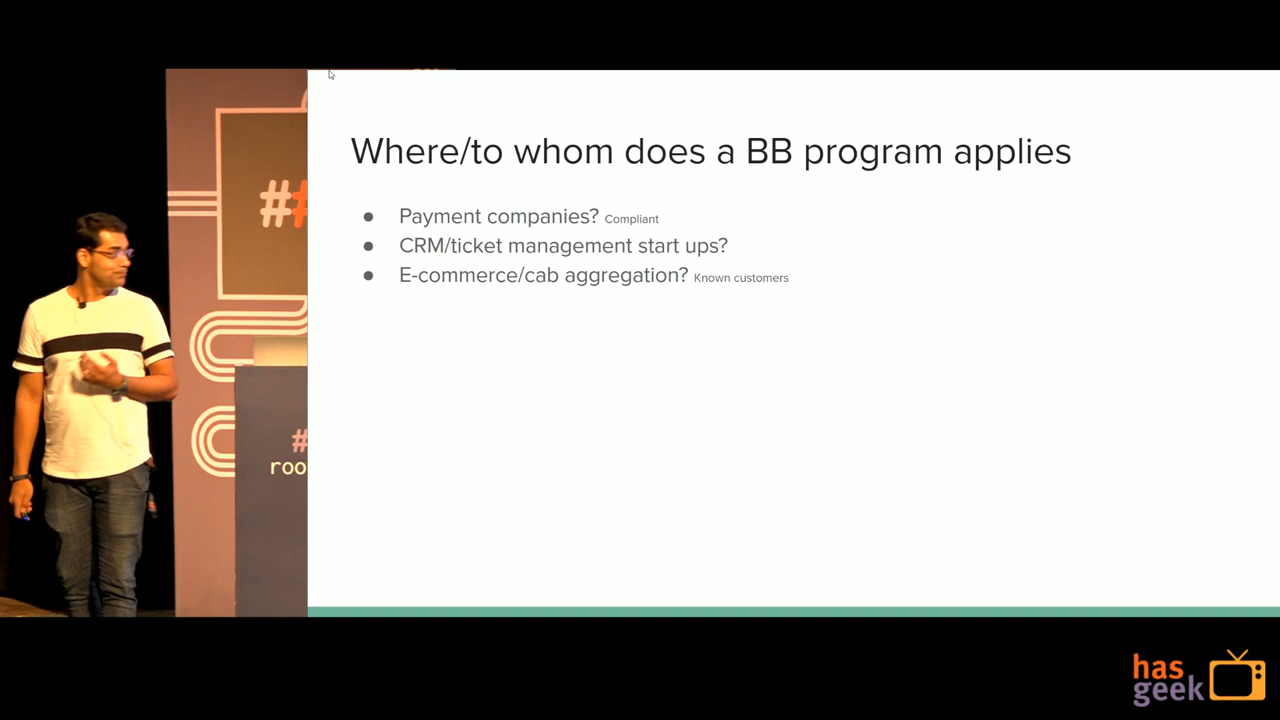 Where/to whom does a BB program applies
Payment companies? Compliant
CRM/ticket management start ups?
E-commerce/cab aggregation? Known customers
##
#
roo
has
geek